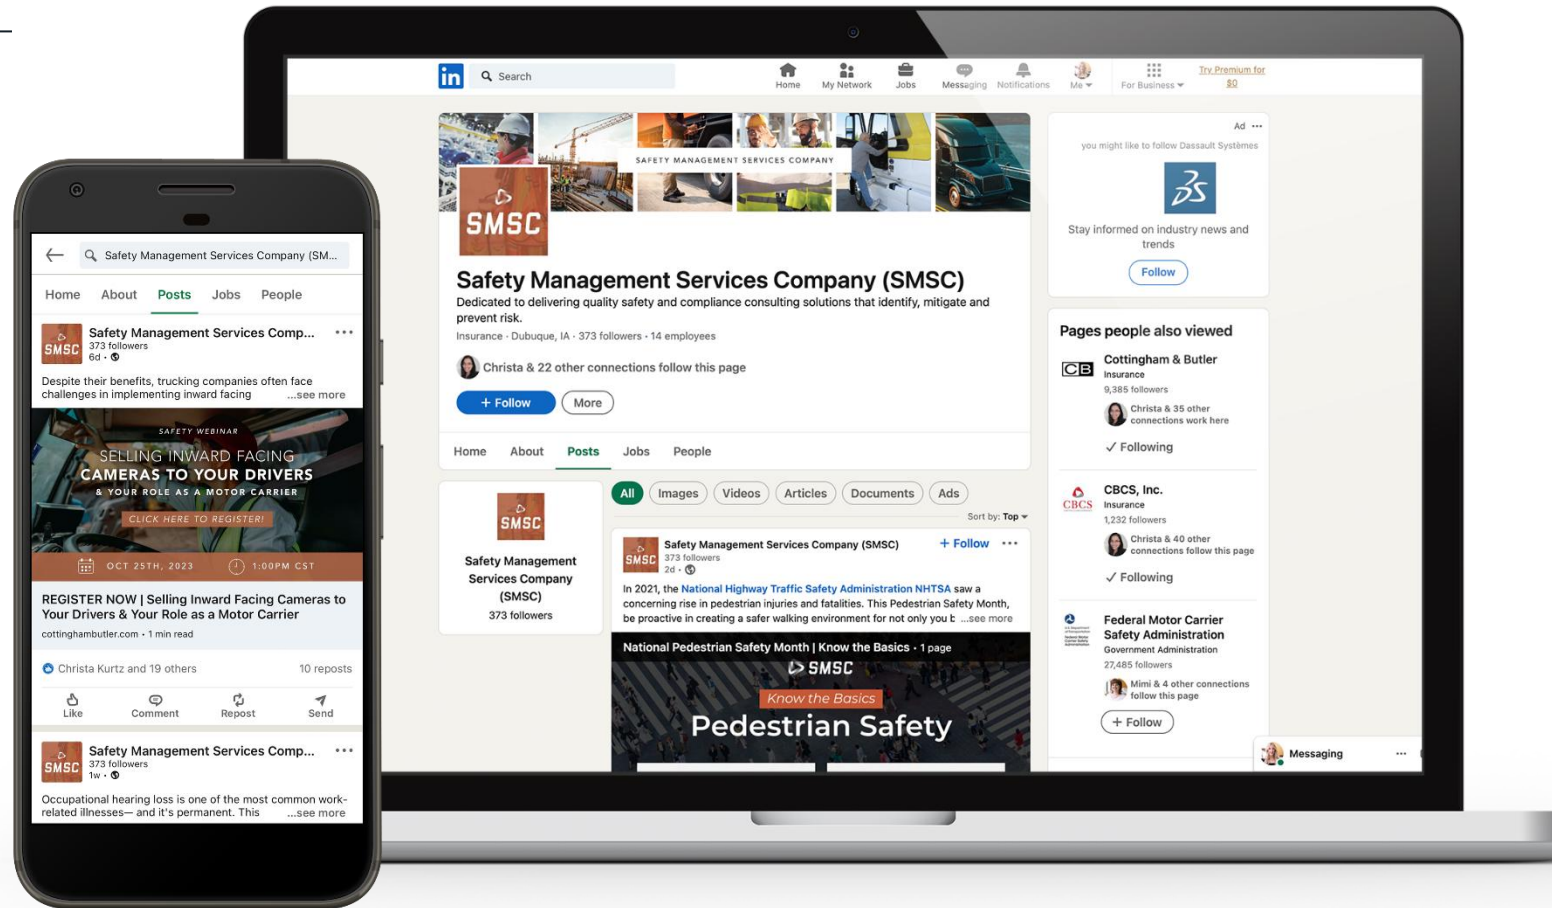 Safety Management Services Company (SM...
Home About Posts Jobs People
Safety Management Services Comp...
373 followers
6d
Despite their benefits, trucking companies often face
challenges in implementing inward facing ...see more
SAFETY WEBINAR
SELLING INWARD FACING
CAMERAS TO YOUR DRIVERS
& YOUR ROLE AS A MOTOR CARRIER
CLICK HERE TO REGISTER!
OCT 25TH, 2023 1:00PM CST
REGISTER NOW | Selling Inward Facing Cameras to
Your Drivers & Your Role as a Motor Carrier
cottinghambutler.com • 1 min read
Christa Kurtz and 19 others 10 reposts
Like Comment Repost Send
SMSC
Safety Management Services Comp...
373 followers
1w
Occupational hearing loss is one of the most common work-
related illnesses— and it's permanent. This ...see more
SMSC
in Search
Home My Network Jobs Messaging Notifications Me For Business Try Premium for
$0
SAFETY MANAGEMENT SERVICES COMPANY
SMSC
Safety Management Services Company (SMSC)
Dedicated to delivering quality safety and compliance consulting solutions that identify, mitigate and
prevent risk.
Insurance · Dubuque, IA · 373 followers · 14 employees
Christa & 22 other connections follow this page
+ Follow More
Home About Posts Jobs People
SMSC
Safety Management
Services Company
(SMSC)
373 followers
All Images Videos Articles Documents Ads
Sort by: Top
SMSC
Safety Management Services Company (SMSC) + Follow
373 followers
2d
In 2021, the National Highway Traffic Safety Administration NHTSA saw a
concerning rise in pedestrian injuries and fatalities. This Pedestrian Safety Month,
be proactive in creating a safer walking environment for not only you b ...see more
National Pedestrian Safety Month | Know the Basics • 1 page
SMSC
Know the Basics
Pedestrian Safety
Ad
you might like to follow Dassault Systèmes
Stay informed on industry news and
trends
Follow
Pages people also viewed
CB
Cottingham & Butler
Insurance
9,385 followers
Christa & 35 other
connections work here
Following
CBCS
CBCS, Inc.
Insurance
1,232 followers
Christa & 40 other
connections follow this page
Following
Federal Motor Carrier
Safety Administration
Government Administration
27,485 followers
Mimi & 4 other connections
follow this page
+ Follow
Messaging